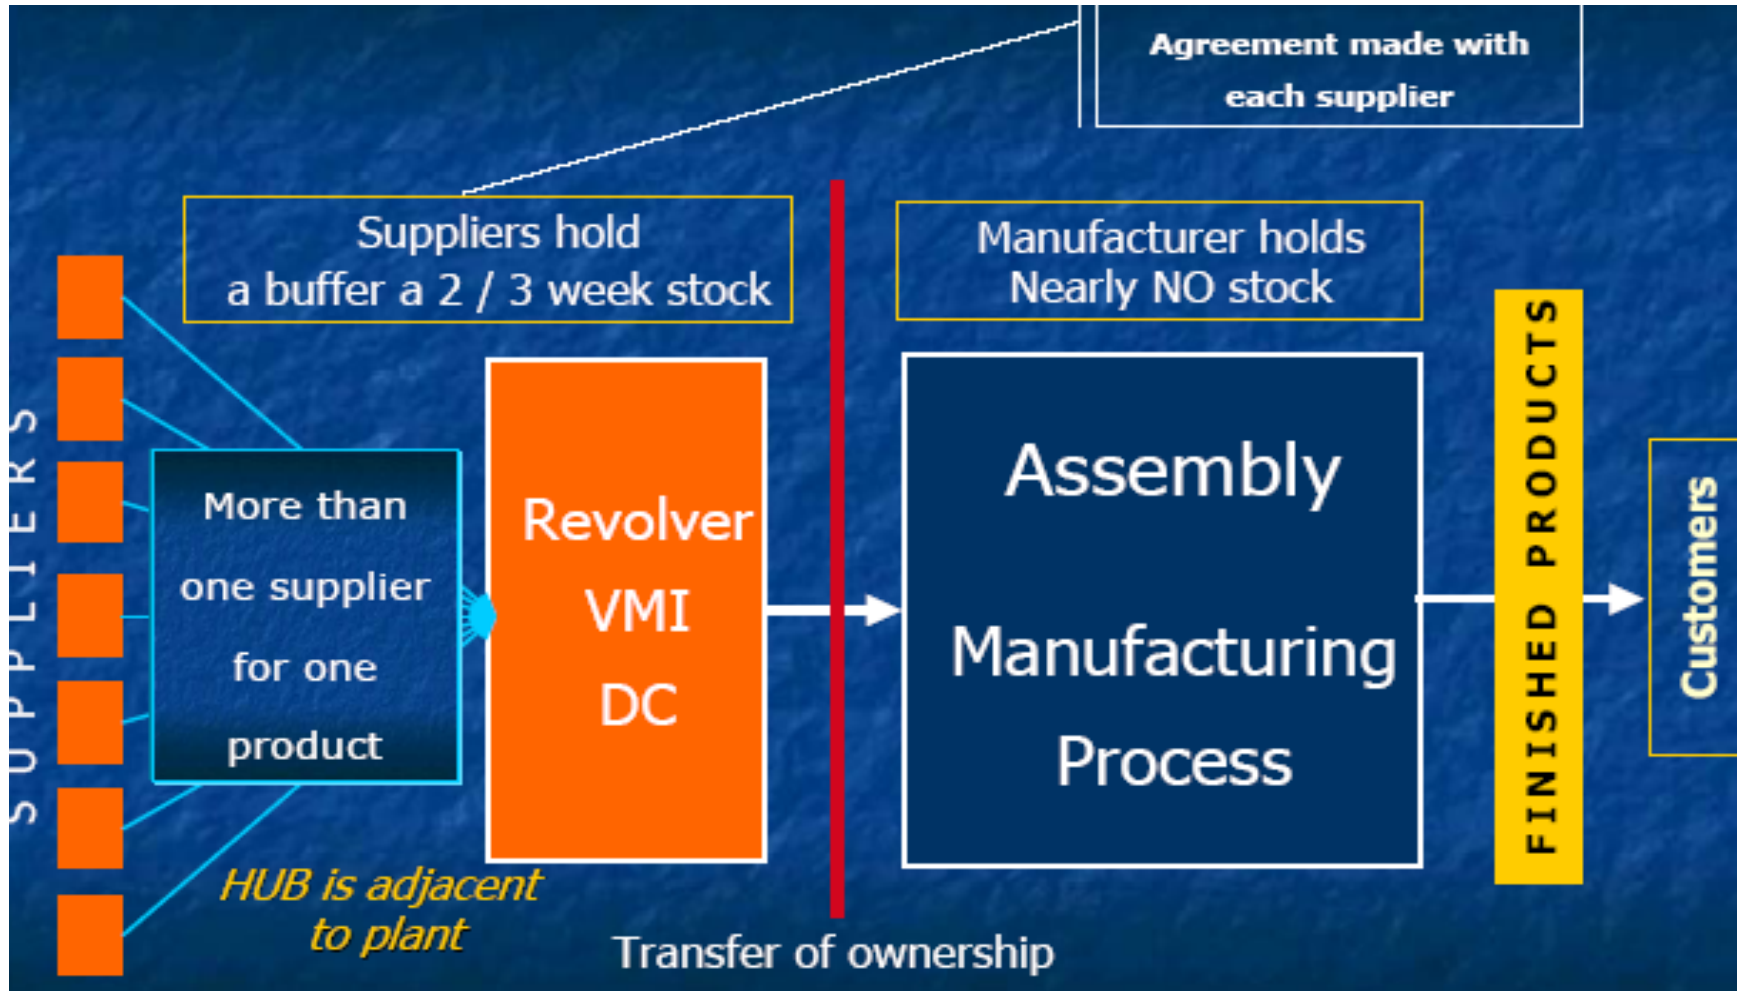 Agreement made with
each supplier
Suppliers hold
a buffer a 2 / 3 week stock
Manufacturer holds
Nearly NO stock
SUPPLIERS
More than
one supplier
for one
product
Revolver
VMI
DC
Assembly
Manufacturing
Process
FINISHED PRODUCTS
Customers
HUB is adjacent
to plant
Transfer of ownership